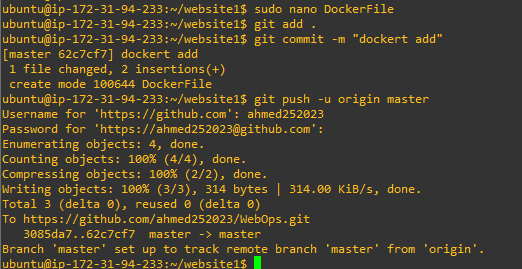 ubuntu@ip-172-31-94-233:~/website1$ sudo nano DockerFile
ubuntu@ip-172-31-94-233:~/website1$ git add .
ubuntu@ip-172-31-94-233:~/website1$ git commit -m "dockert add"
[master 62c7cf7] dockert add
 1 file changed, 2 insertions(+)
 create mode 100644 DockerFile
ubuntu@ip-172-31-94-233:~/website1$ git push -u origin master
Username for 'https://github.com': ahmed252023
Password for 'https://ahmed252023@github.com':
Enumerating objects: 4, done.
Counting objects: 100% (4/4), done.
Compressing objects: 100% (2/2), done.
Writing objects: 100% (3/3), 314 bytes | 314.00 KiB/s, done.
Total 3 (delta 0), reused 0 (delta 0)
To https://github.com/ahmed252023/WebOps.git
   3085da7..62c7cf7  master -> master
Branch 'master' set up to track remote branch 'master' from 'origin'.
ubuntu@ip-172-31-94-233:~/website1$